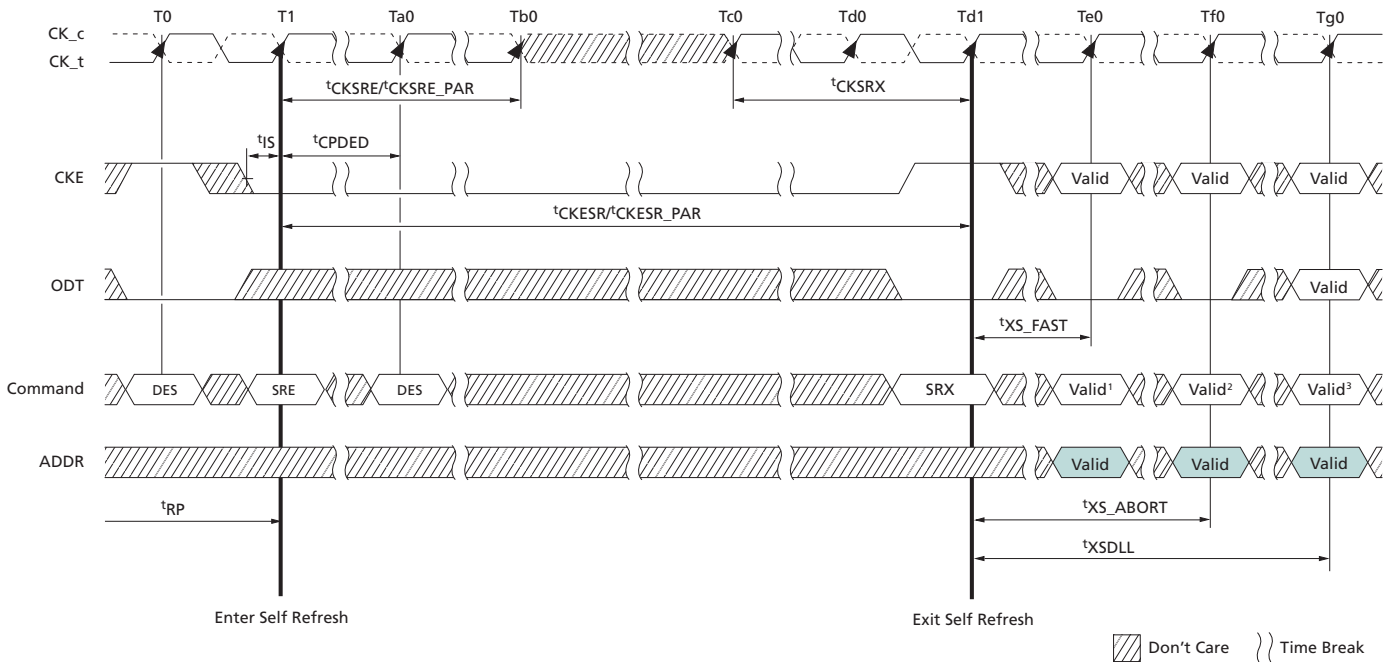 T0 T1 Ta0 Tb0 Tc0 Td0 Td1 Te0 Tf0 Tg0
CK_c
CK_t
tCKSRE/tCKSRE_PAR tCKSRX
tIS tCPDED
CKE Valid Valid Valid
tCKESR/tCKESR_PAR
ODT Valid
tXS_FAST
Command DES SRE DES SRX Valid1 Valid2 Valid3
ADDR Valid Valid Valid
tRP tXS_ABORT
tXSDLL
Enter Self Refresh Exit Self Refresh
Don't Care Time Break